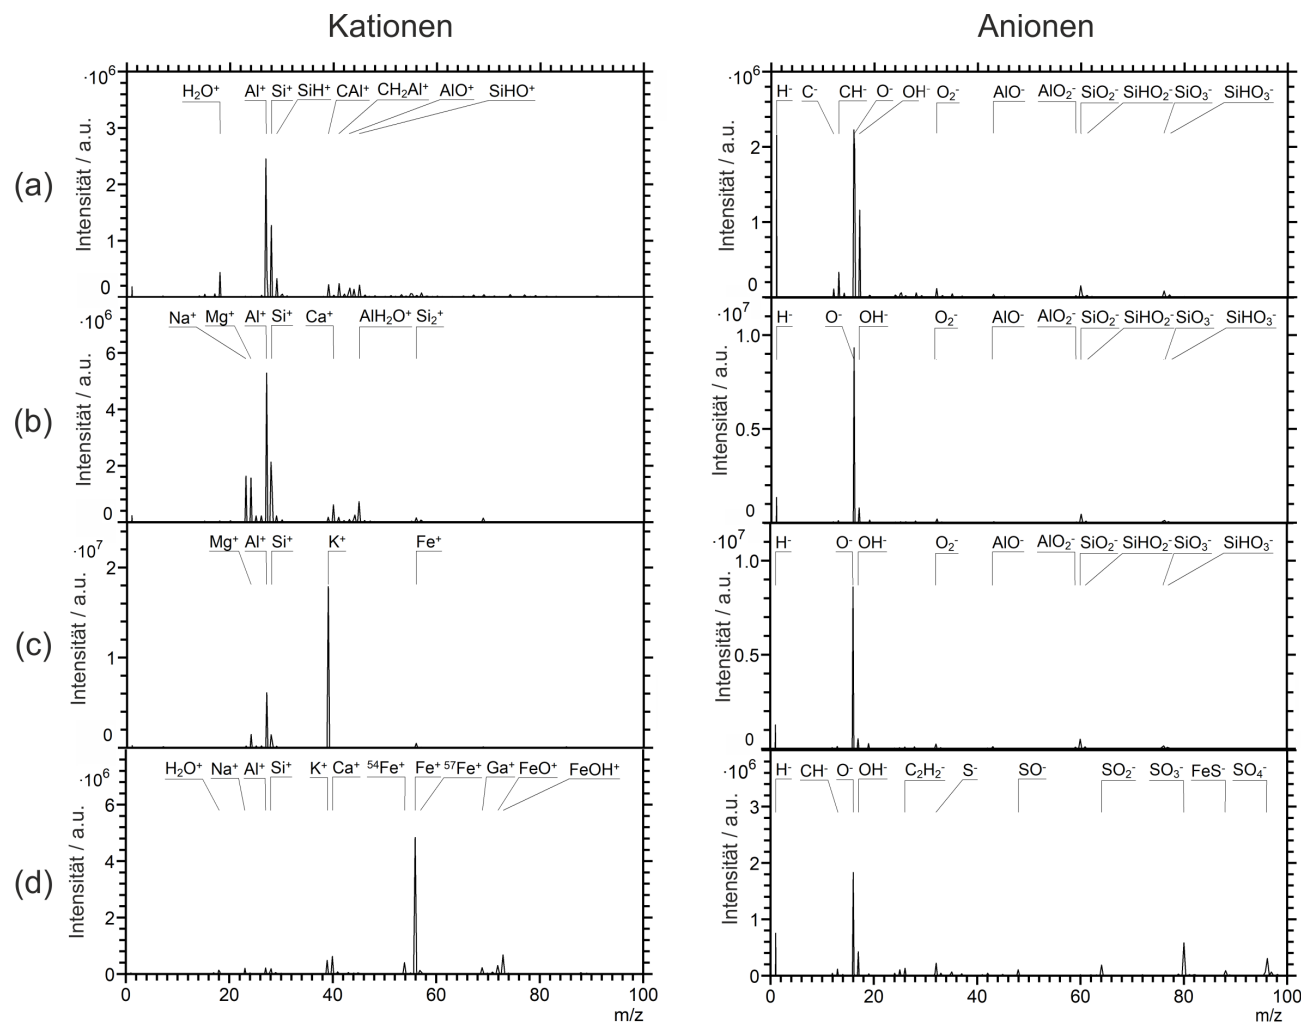 Kationen Anionen
(a)
·10⁶
H₂O⁺ Al⁺ Si⁺ SiH⁺ CAl⁺ CH₂Al⁺ AlO⁺ SiHO⁺
3
2
1
0
Intensität / a.u.
·10⁶
H⁻ C⁻ CH⁻ O⁻ OH⁻ O₂⁻ AlO⁻ AlO₂⁻ SiO₂⁻ SiHO₂⁻ SiO₃⁻ SiHO₃⁻
2
1
0
Intensität / a.u.
(b)
·10⁶
Na⁺ Mg⁺ Al⁺ Si⁺ Ca⁺ AlH₂O⁺ Si₂⁺
6
4
2
0
Intensität / a.u.
·10⁷
H⁻ O⁻ OH⁻ O₂⁻ AlO⁻ AlO₂⁻ SiO₂⁻ SiHO₂⁻ SiO₃⁻ SiHO₃⁻
1.0
0.5
0
Intensität / a.u.
(c)
·10⁷
Mg⁺ Al⁺ Si⁺ K⁺ Fe⁺
2
1
0
Intensität / a.u.
·10⁷
H⁻ O⁻ OH⁻ O₂⁻ AlO⁻ AlO₂⁻ SiO₂⁻ SiHO₂⁻ SiO₃⁻ SiHO₃⁻
1.0
0.5
0
Intensität / a.u.
(d)
·10⁶
H₂O⁺ Na⁺ Al⁺ Si⁺ K⁺ Ca⁺ ⁵⁴Fe⁺ Fe⁺ ⁵⁷Fe⁺ Ga⁺ FeO⁺ FeOH⁺
6
4
2
0
Intensität / a.u.
0 20 40 60 80 100
m/z
·10⁶
H⁻ CH⁻ O⁻ OH⁻ C₂H₂⁻ S⁻ SO⁻ SO₂⁻ SO₃⁻ FeS⁻ SO₄⁻
3
2
1
0
Intensität / a.u.
0 20 40 60 80 100
m/z